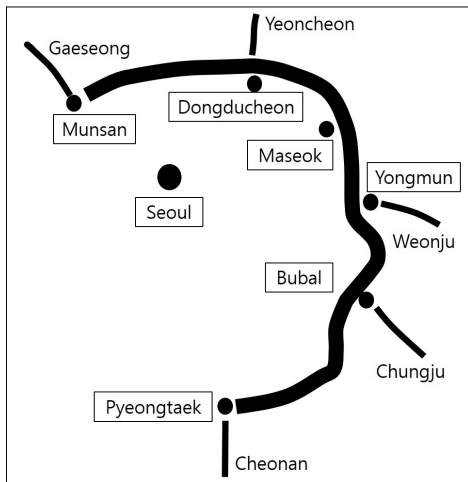 Yeoncheon
Gaeseong
Dongducheon
Munsan
Maseok
Yongmun
Seoul
Weonju
Bubal
Chungju
Pyeongtaek
Cheonan